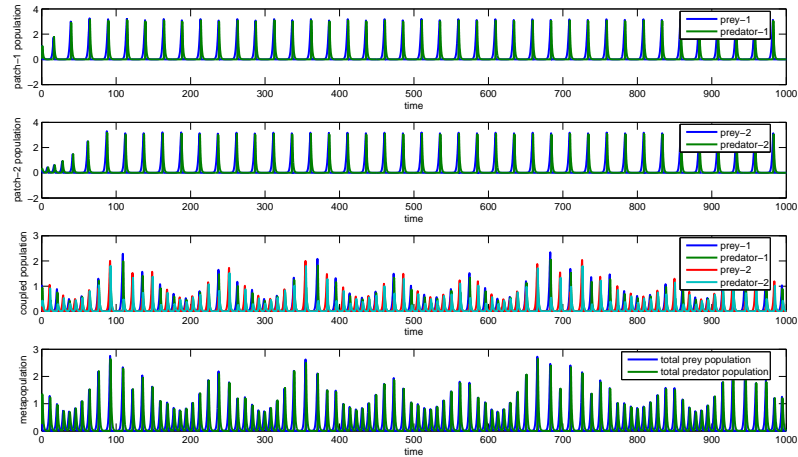 4
2
0
−2
patch−1 population
prey−1
predator−1
0 100 200 300 400 500 600 700 800 900 1000
time
4
2
0
−2
patch−2 population
prey−2
predator−2
0 100 200 300 400 500 600 700 800 900 1000
time
3
2
1
0
coupled population
prey−1
predator−1
prey−2
predator−2
0 100 200 300 400 500 600 700 800 900 1000
time
3
2
1
0
metapopulation
total prey population
total predator population
0 100 200 300 400 500 600 700 800 900 1000
time